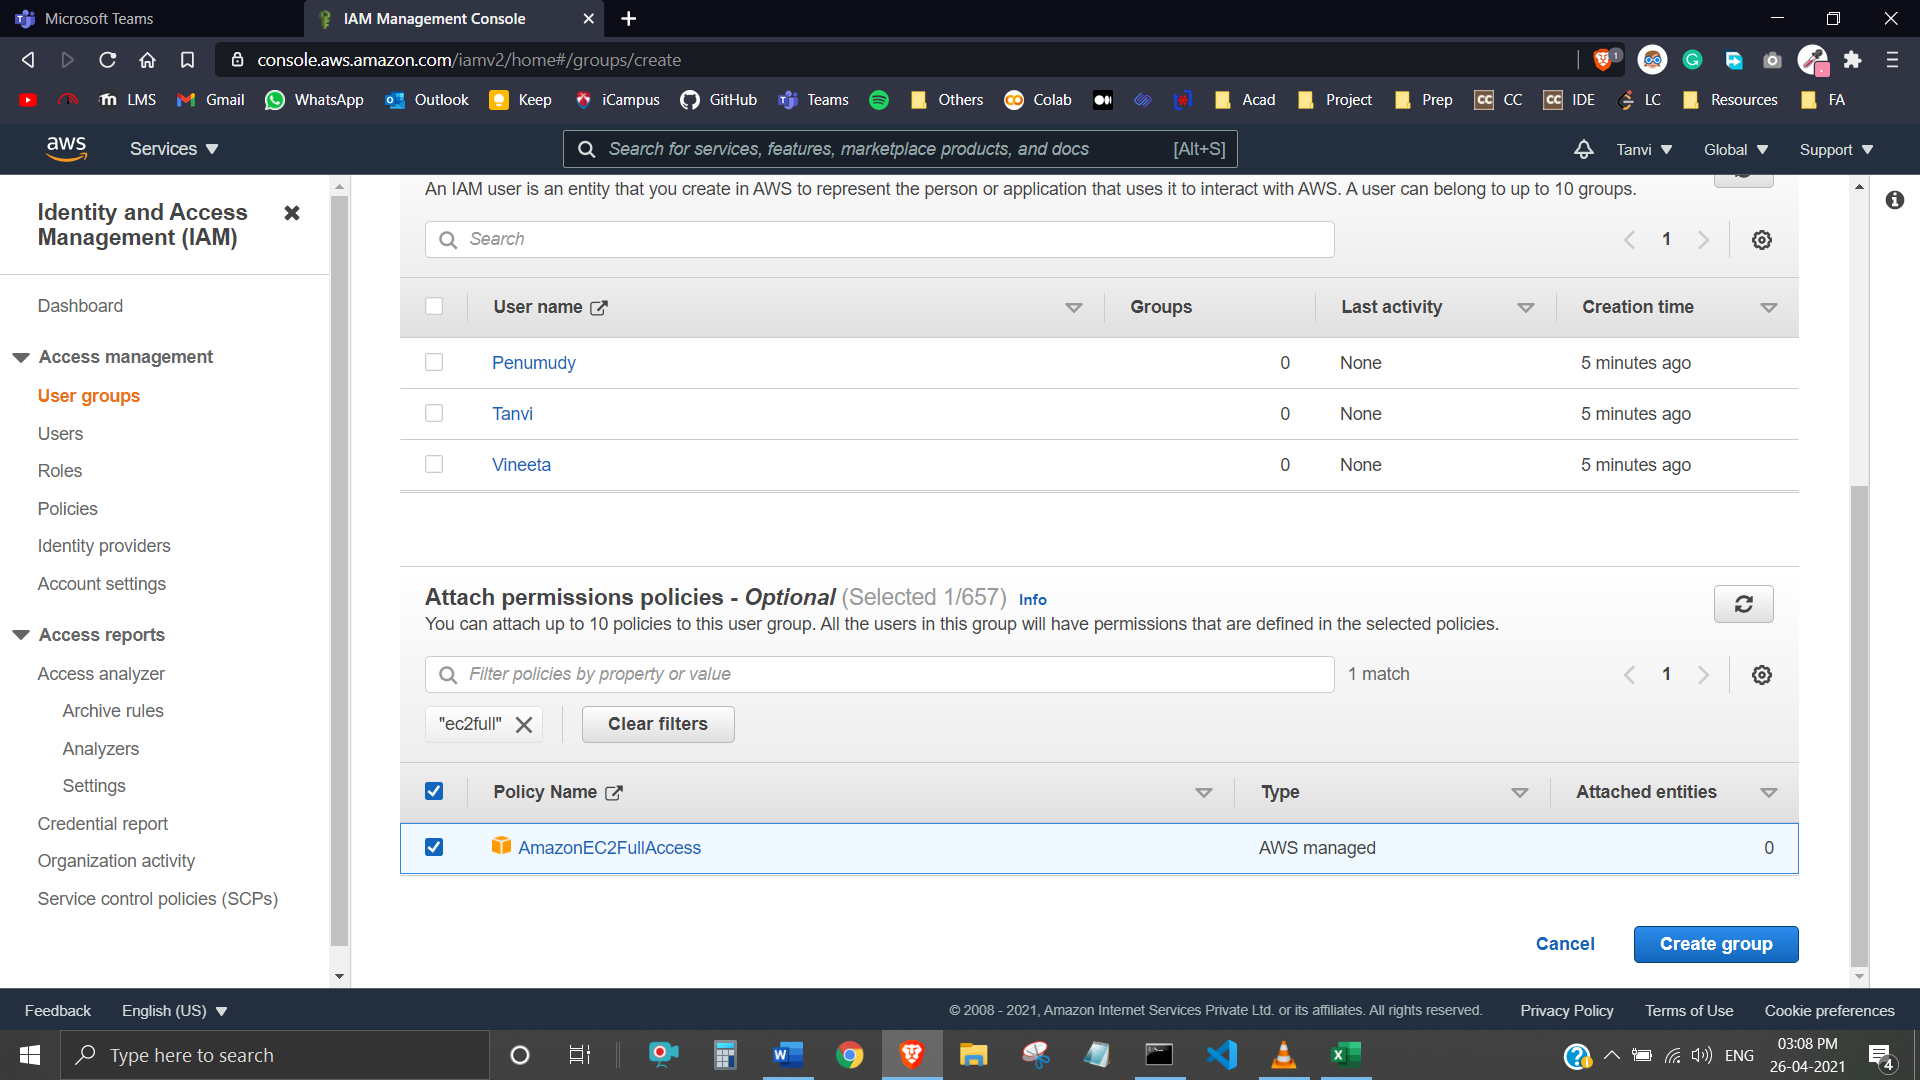 Microsoft Teams
IAM Management Console
console.aws.amazon.com/iamv2/home#/groups/create
1
LMS
Gmail
WhatsApp
Outlook
Keep
iCampus
GitHub
Teams
Others
Colab
Acad
Project
Prep
CC CC
CC IDE
LC
Resources
FA
aws
Services
Search for services, features, marketplace products, and docs [Alt+S]
Tanvi
Global
Support
Identity and Access
Management (IAM)
Dashboard
Access management
User groups
Users
Roles
Policies
Identity providers
Account settings
Access reports
Access analyzer
Archive rules
Analyzers
Settings
Credential report
Organization activity
Service control policies (SCPs)
An IAM user is an entity that you create in AWS to represent the person or application that uses it to interact with AWS. A user can belong to up to 10 groups.
Search
1
User name Groups Last activity Creation time
Penumudy 0 None 5 minutes ago
Tanvi 0 None 5 minutes ago
Vineeta 0 None 5 minutes ago
Attach permissions policies - Optional (Selected 1/657) Info
You can attach up to 10 policies to this user group. All the users in this group will have permissions that are defined in the selected policies.
Filter policies by property or value 1 match
1
"ec2full" Clear filters
Policy Name Type Attached entities
AmazonEC2FullAccess AWS managed 0
Cancel Create group
Feedback English (US) © 2008 - 2021, Amazon Internet Services Private Ltd. or its affiliates. All rights reserved. Privacy Policy Terms of Use Cookie preferences
Type here to search
ENG
03:08 PM
26-04-2021
4